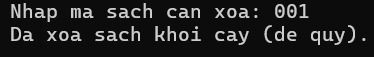 Nhap ma sach can xoa: 001
Da xoa sach khoi cay (de quy).